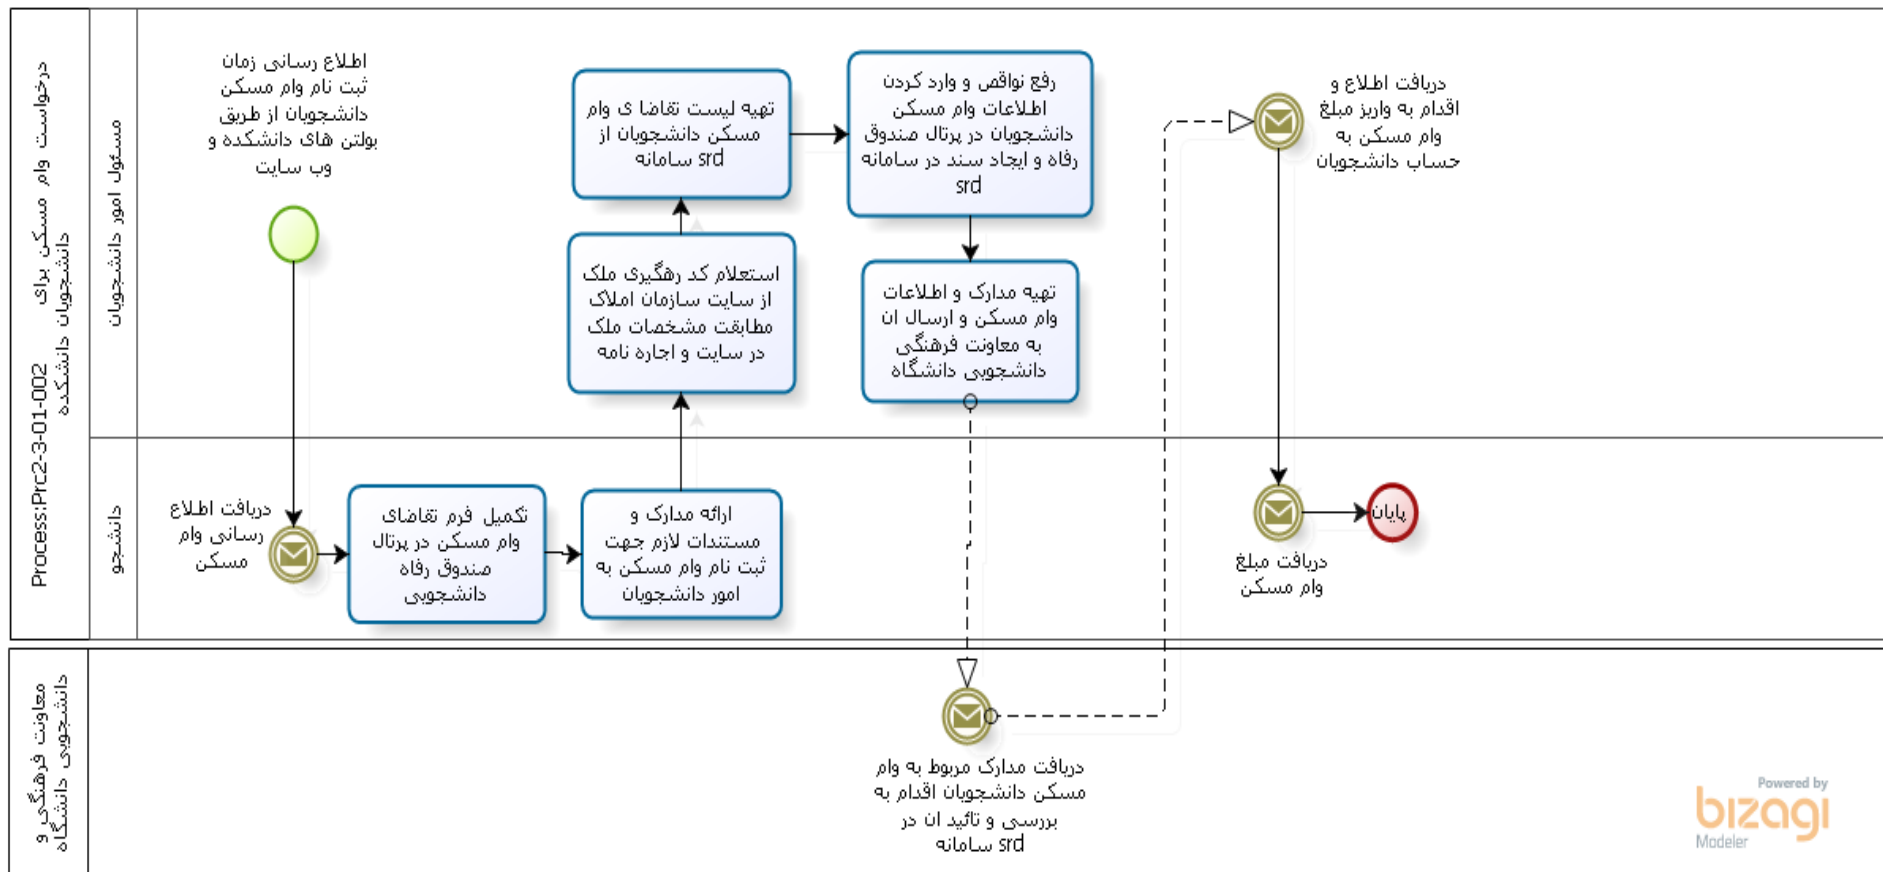 Process:Prc2-3-01-002 درخواست وام مسکن برای
دانشجویان دانشکده
مسئول امور دانشجویان
اطلاع رسانی زمان
ثبت نام وام مسکن
دانشجویان از طریق
بولتن های دانشکده و
وب سایت
تهیه لیست تقاضا ی وام
مسکن دانشجویان از
سامانه srd
رفع نواقص و وارد کردن
اطلاعات وام مسکن
دانشجویان در پرتال صندوق
رفاه و ایجاد سند در سامانه
srd
دریافت اطلاع و
اقدام به واریز مبلغ
وام مسکن به
حساب دانشجویان
استعلام کد رهگیری ملک
از سایت سازمان املاک
مطابقت مشخصات ملک
در سایت و اجاره نامه
تهیه مدارک و اطلاعات
وام مسکن و ارسال ان
به معاونت فرهنگی
دانشجویی دانشگاه
دانشجو
دریافت اطلاع
رسانی وام
مسکن
تکمیل فرم تقاضای
وام مسکن در پرتال
صندوق رفاه
دانشجویی
ارائه مدارک و
مستندات لازم جهت
ثبت نام وام مسکن به
امور دانشجویان
دریافت مبلغ
وام مسکن
پایان
معاونت فرهنگی و
دانشجویی دانشگاه
دریافت مدارک مربوط به وام
مسکن دانشجویان اقدام به
بررسی و تائید ان در
سامانه srd
Powered by
bizagi
Modeler